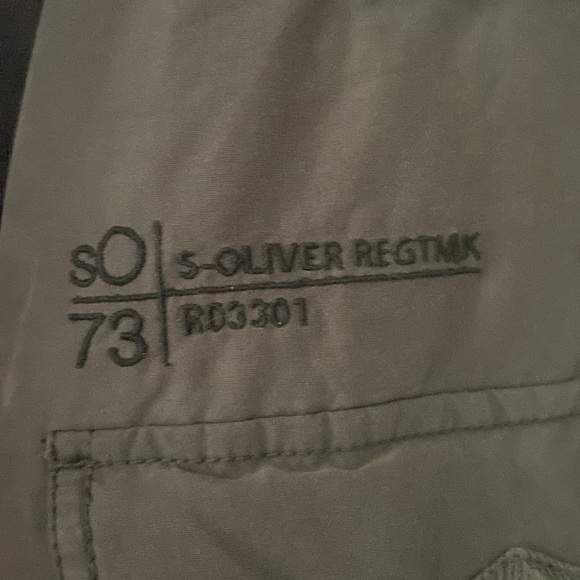 sO
S-OLIVER REGTMK
73
R03301